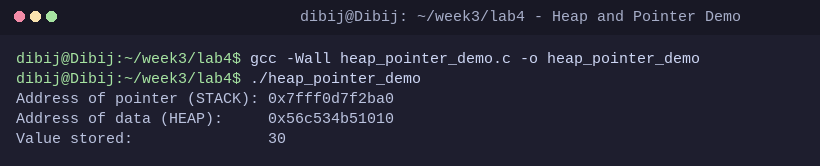 dibij@Dibij: ~/week3/lab4 - Heap and Pointer Demo
dibij@Dibij:~/week3/lab4$ gcc -Wall heap_pointer_demo.c -o heap_pointer_demo
dibij@Dibij:~/week3/lab4$ ./heap_pointer_demo
Address of pointer (STACK): 0x7fff0d7f2ba0
Address of data (HEAP):     0x56c534b51010
Value stored:               30